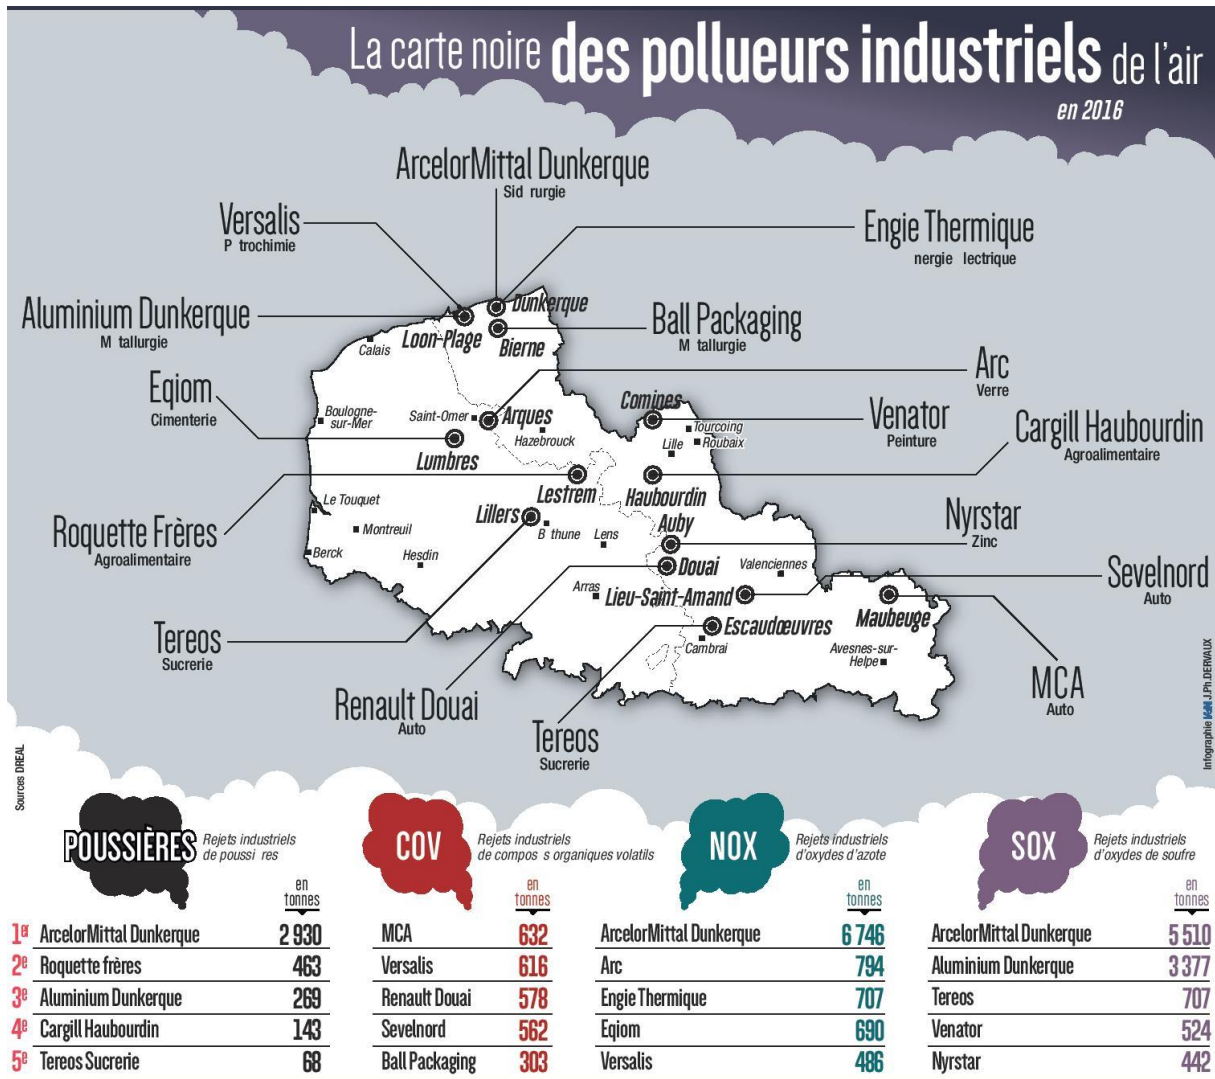 La carte noire des pollueurs industriels de l'air
en 2016
ArcelorMittal Dunkerque
Sid rurgie
Versalis
P trochimie
Engie Thermique
nergie lectrique
Aluminium Dunkerque
M tallurgie
Ball Packaging
M tallurgie
Arc
Verre
Eqiom
Cimenterie
Venator
Peinture
Cargill Haubourdin
Agroalimentaire
Roquette Frères
Agroalimentaire
Nyrstar
Zinc
Sevelnord
Auto
Tereos
Sucrerie
Renault Douai
Auto
Tereos
Sucrerie
MCA
Auto
Dunkerque
Loon-Plage
Bierne
Calais
Boulogne-
sur-Mer
Saint-Omer
Arques
Hazebrouck
Comines
Tourcoing
Roubaix
Lille
Lumbres
Lestrem
Haubourdin
Le Touquet
Lillers
Auby
Montreuil
B thune
Lens
Berck
Hesdin
Douai
Valenciennes
Arras
Lieu-Saint-Amand
Maubeuge
Escaudœuvres
Cambrai
Avesnes-sur-
Helpe
Sources DREAL
Infographie VdN J.Ph.DERVAUX
POUSSIÈRES
Rejets industriels
de poussi res
en
tonnes
1er ArcelorMittal Dunkerque 2 930
2e Roquette frères 463
3e Aluminium Dunkerque 269
4e Cargill Haubourdin 143
5e Tereos Sucrerie 68
COV
Rejets industriels
de compos s organiques volatils
en
tonnes
MCA 632
Versalis 616
Renault Douai 578
Sevelnord 562
Ball Packaging 303
NOX
Rejets industriels
d'oxydes d'azote
en
tonnes
ArcelorMittal Dunkerque 6 746
Arc 794
Engie Thermique 707
Eqiom 690
Versalis 486
SOX
Rejets industriels
d'oxydes de soufre
en
tonnes
ArcelorMittal Dunkerque 5 510
Aluminium Dunkerque 3 377
Tereos 707
Venator 524
Nyrstar 442